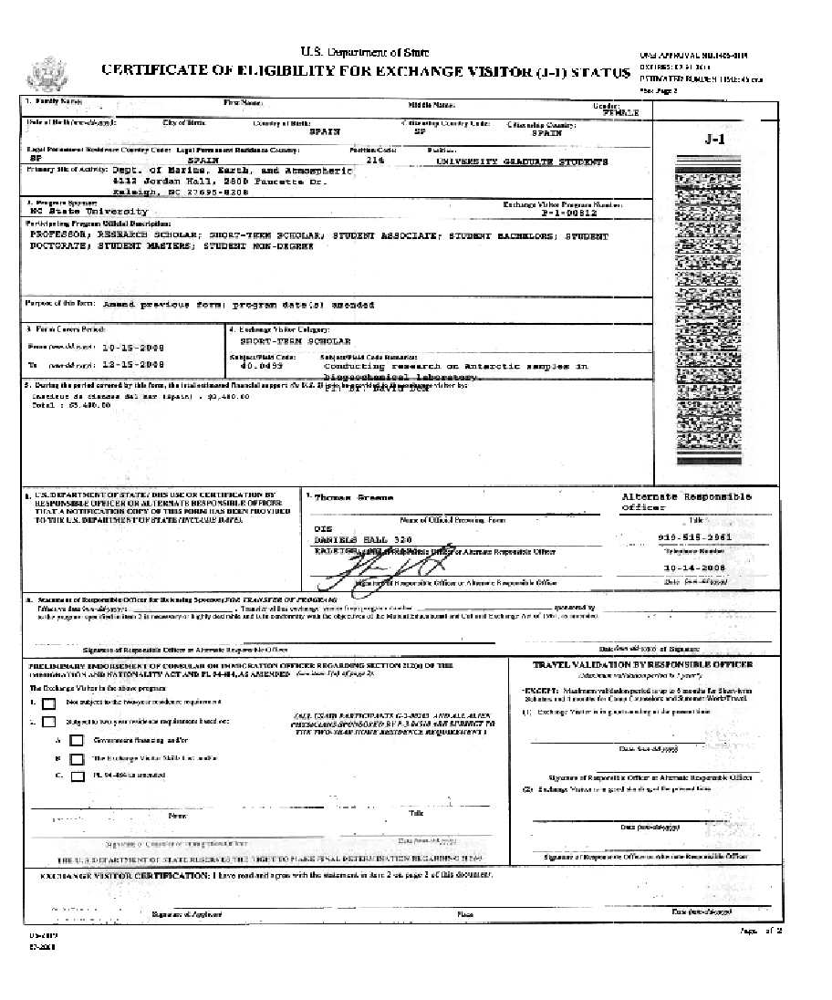 U.S. Department of State
CERTIFICATE OF ELIGIBILITY FOR EXCHANGE VISITOR (J-1) STATUS
OMB APPROVAL NO.1405-0119
ESTIMATED BURDEN TIME: 45 min
*See Page 2
1. Family Name: First Name: Middle Name: Gender:
FEMALE
Date of Birth (mm-dd-yyyy): City of Birth: Country of Birth: Citizenship Country Code: Citizenship Country:
SPAIN SP SPAIN
J-1
Legal Permanent Residence Country Code: Legal Permanent Residence Country: Position Code: Position:
SP SPAIN 214 UNIVERSITY GRADUATE STUDENTS
Primary Site of Activity: Dept. of Marine, Earth, and Atmospheric
4112 Jordan Hall, 2800 Faucette Dr.
Raleigh, NC 27695-8208
2. Program Sponsor: Exchange Visitor Program Number:
NC State University P-1-00812
Participating Program Official Description:
PROFESSOR; RESEARCH SCHOLAR; SHORT-TERM SCHOLAR; STUDENT ASSOCIATE; STUDENT BACHELORS; STUDENT
DOCTORATE; STUDENT MASTERS; STUDENT NON-DEGREE
Purpose of this form: Amend previous form; program date(s) amended
3. Form Covers Period: 4. Exchange Visitor Category:
SHORT-TERM SCHOLAR
From (mm-dd-yyyy): 10-15-2008
Subject/Field Code: Subject/Field Code Remarks:
To (mm-dd-yyyy): 12-15-2008 40.0499 Conducting research on Antarctic samples in
biogeochemical laboratory
5. During the period covered by this form, the total estimated financial support (in U.S. $) is to be provided to the exchange visitor by:
Institut de Ciences del Mar (Spain) : $3,480.00
Total : $3,480.00
6. U.S. DEPARTMENT OF STATE / DHS USE OR CERTIFICATION BY
RESPONSIBLE OFFICER OR ALTERNATE RESPONSIBLE OFFICER
THAT A NOTIFICATION COPY OF THIS FORM HAS BEEN PROVIDED
TO THE U.S. DEPARTMENT OF STATE (INCLUDE DATE).
7. Thomas Greene Alternate Responsible
Officer
Name of Official Preparing Form Title
OIS
DANIELS HALL 320 919-515-2961
RALEIGH, Responsible Officer or Alternate Responsible Officer Telephone Number
10-14-2008
Signature of Responsible Officer or Alternate Responsible Officer Date (mm-dd-yyyy)
8. Statement of Responsible Officer for Releasing Sponsor (FOR TRANSFER OF PROGRAM)
Effective date (mm-dd-yyyy): . Transfer of this exchange visitor from program number sponsored by
to the program specified in item 2 is necessary or highly desirable and is in conformity with the objectives of the Mutual Educational and Cultural Exchange Act of 1961, as amended.
Signature of Responsible Officer or Alternate Responsible Officer Date (mm-dd-yyyy) of Signature
PRELIMINARY ENDORSEMENT OF CONSULAR OR IMMIGRATION OFFICER REGARDING SECTION 212(e) OF THE
IMMIGRATION AND NATIONALITY ACT AND PL 94-484, AS AMENDED (see item 1(a) of page 2).
The Exchange Visitor in the above program:
1. Not subject to the two-year residence requirement
2. Subject to two-year residence requirement based on:
A Government financing and/or
B The Exchange Visitor Skills List and/or
C. PL 94-484 as amended
(ALL USAID PARTICIPANTS G-2-00263 AND ALL ALIEN
PHYSICIANS SPONSORED BY P-3-04510 ARE SUBJECT TO
THE TWO-YEAR HOME RESIDENCE REQUIREMENT.)
Name Title
Signature of Consular or Immigration Officer Date (mm-dd-yyyy)
THE U.S. DEPARTMENT OF STATE RESERVES THE RIGHT TO MAKE FINAL DETERMINATION REGARDING 212(e)
TRAVEL VALIDATION BY RESPONSIBLE OFFICER
(Maximum validation period is 1 year*)
*EXCEPT: Maximum validation period is up to 6 months for Short-term
Scholars and 4 months for Camp Counselors and Summer Work/Travel.
(1) Exchange Visitor is in good standing at the present time
Date (mm-dd-yyyy)
Signature of Responsible Officer or Alternate Responsible Officer
(2) Exchange Visitor is in good standing at the present time
Date (mm-dd-yyyy)
Signature of Responsible Officer or Alternate Responsible Officer
EXCHANGE VISITOR CERTIFICATION: I have read and agree with the statement in item 2 on page 2 of this document.
Signature of Applicant Place Date (mm-dd-yyyy)
DS-2019
07-2008
Page of 2